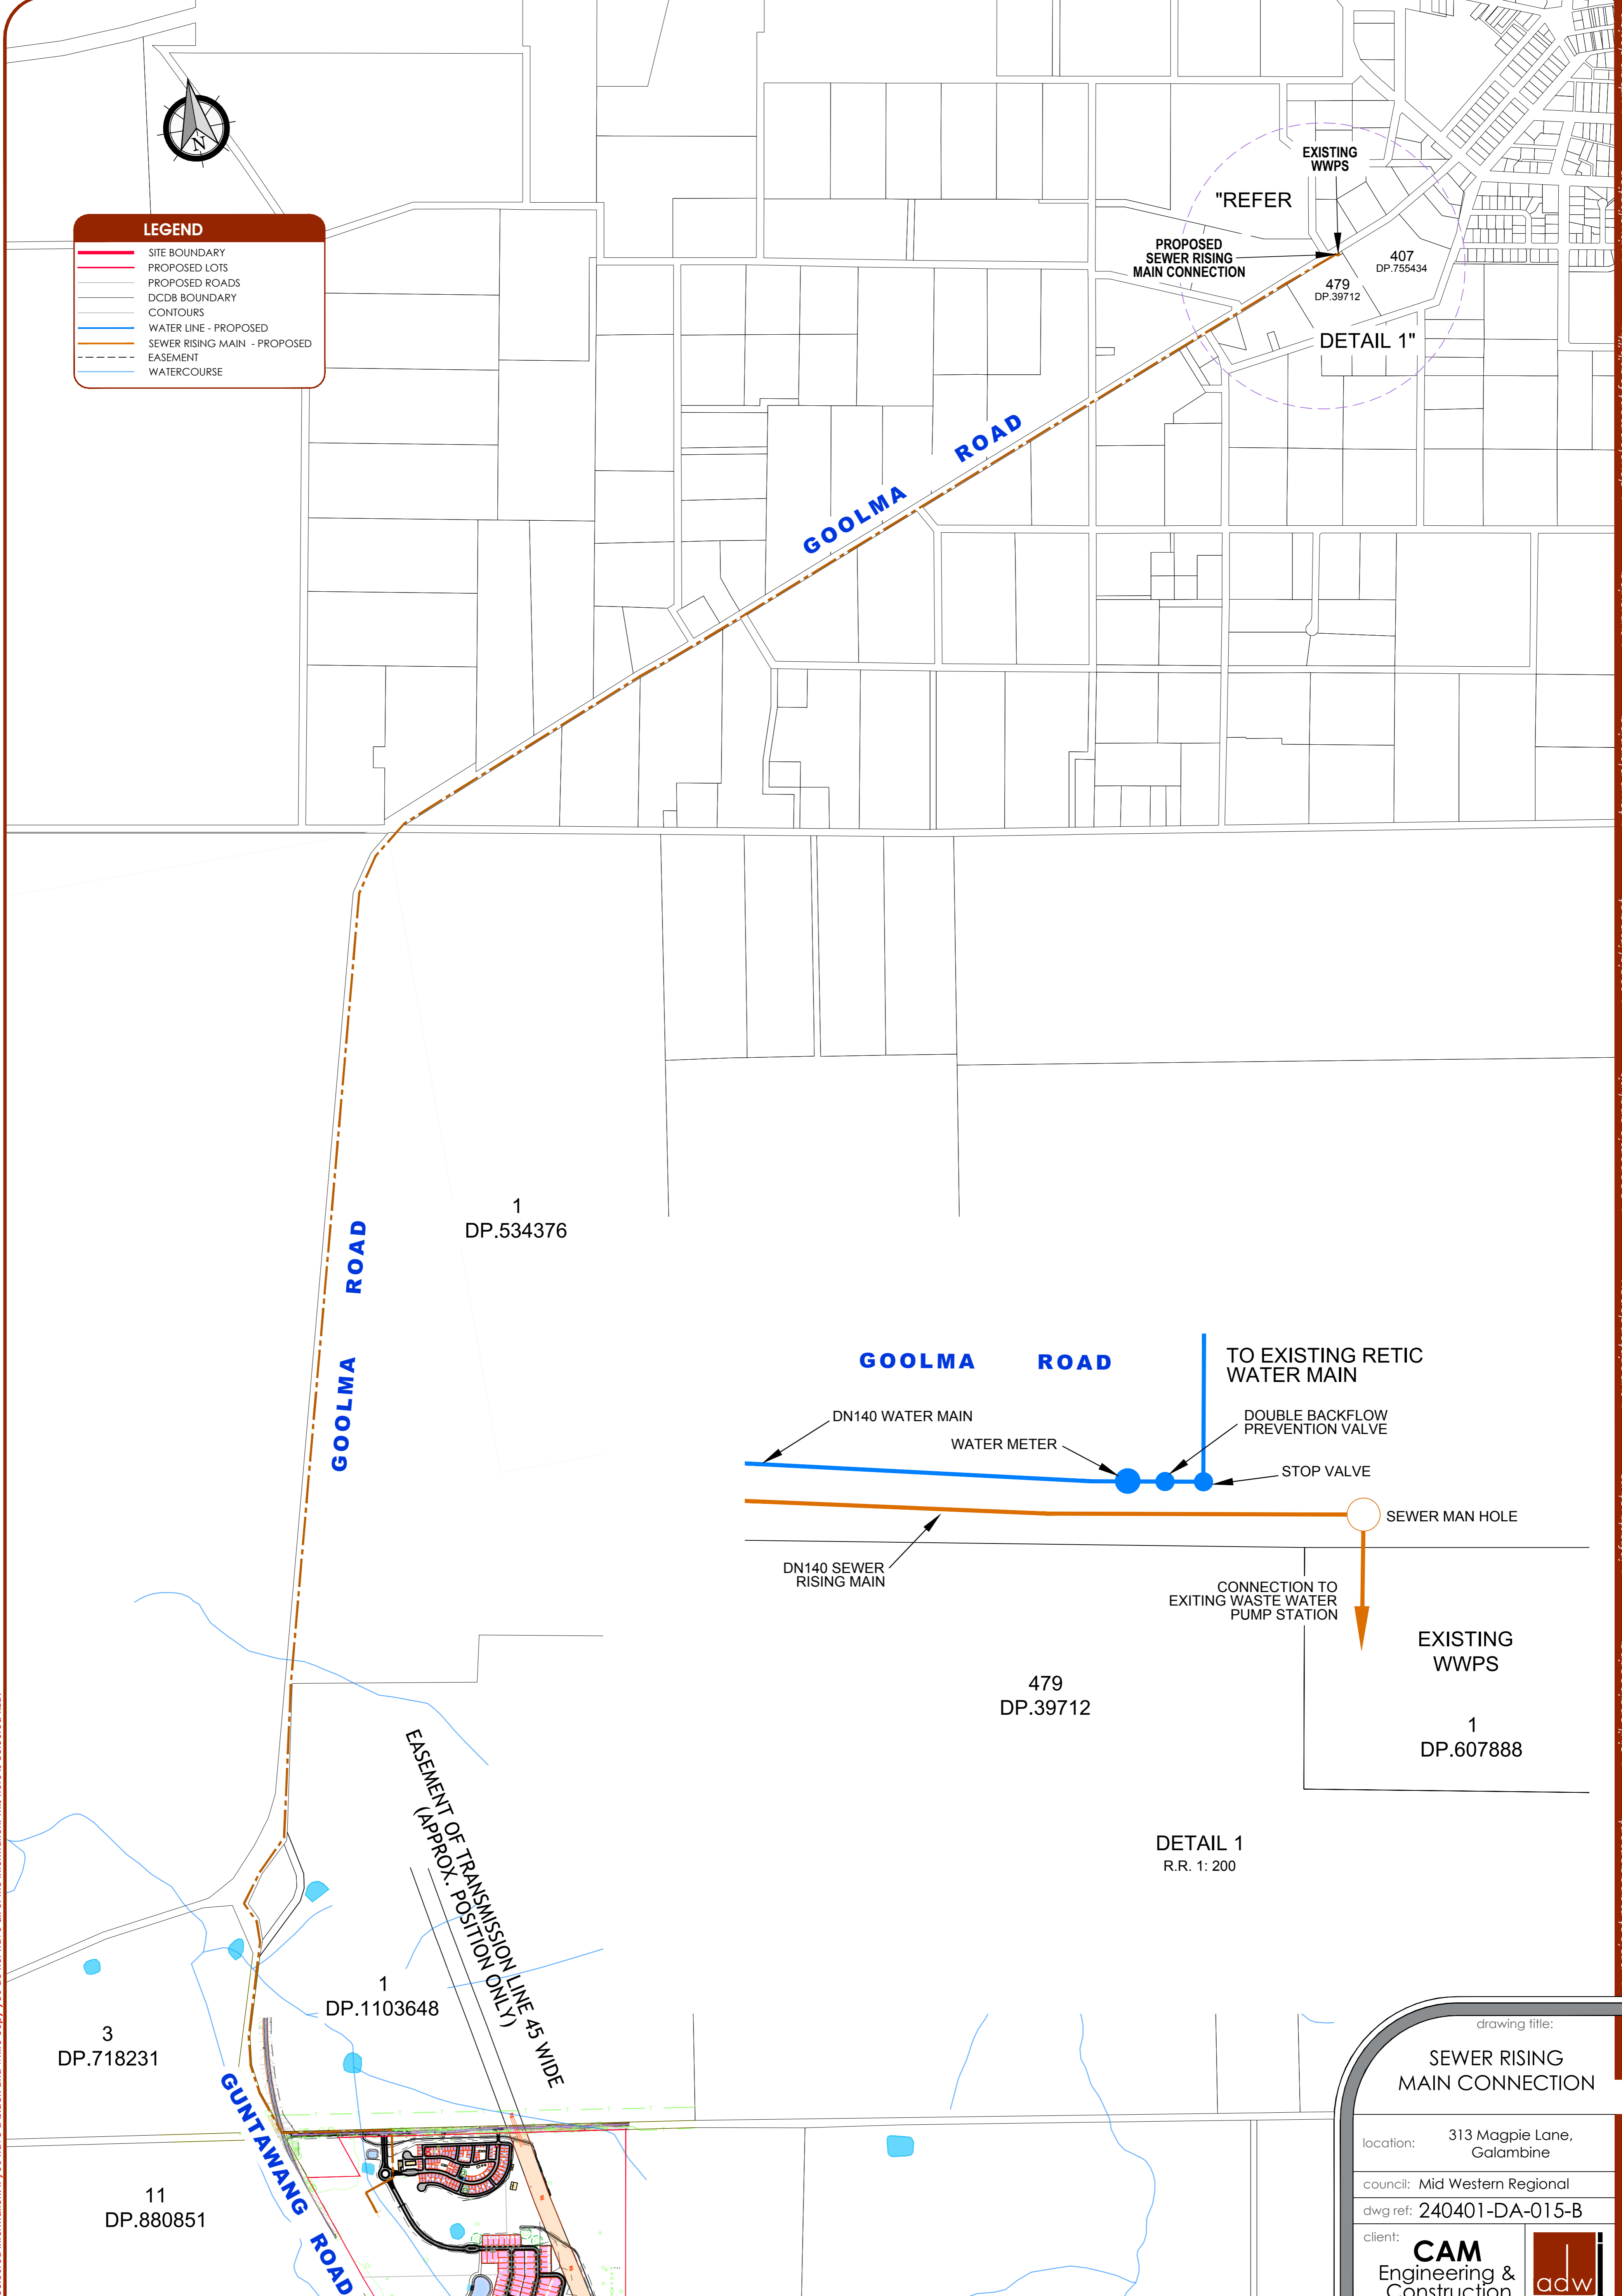 N
LEGEND
SITE BOUNDARY
PROPOSED LOTS
PROPOSED ROADS
DCDB BOUNDARY
CONTOURS
WATER LINE - PROPOSED
SEWER RISING MAIN - PROPOSED
EASEMENT
WATERCOURSE
EXISTING
WWPS
"REFER
PROPOSED
SEWER RISING
MAIN CONNECTION
407
DP.755434
479
DP.39712
DETAIL 1"
GOOLMA ROAD
1
DP.534376
GOOLMA ROAD
GOOLMA ROAD
TO EXISTING RETIC
WATER MAIN
DN140 WATER MAIN
DOUBLE BACKFLOW
PREVENTION VALVE
WATER METER
STOP VALVE
SEWER MAN HOLE
DN140 SEWER
RISING MAIN
CONNECTION TO
EXITING WASTE WATER
PUMP STATION
EXISTING
WWPS
479
DP.39712
1
DP.607888
DETAIL 1
R.R. 1: 200
EASEMENT OF TRANSMISSION LINE 45 WIDE
(APPROX. POSITION ONLY)
1
DP.1103648
3
DP.718231
GUNTAWANG ROAD
11
DP.880851
drawing title:
SEWER RISING
MAIN CONNECTION
location: 313 Magpie Lane,
Galambine
council: Mid Western Regional
dwg ref: 240401-DA-015-B
client:
CAM
Engineering &
Construction
adw